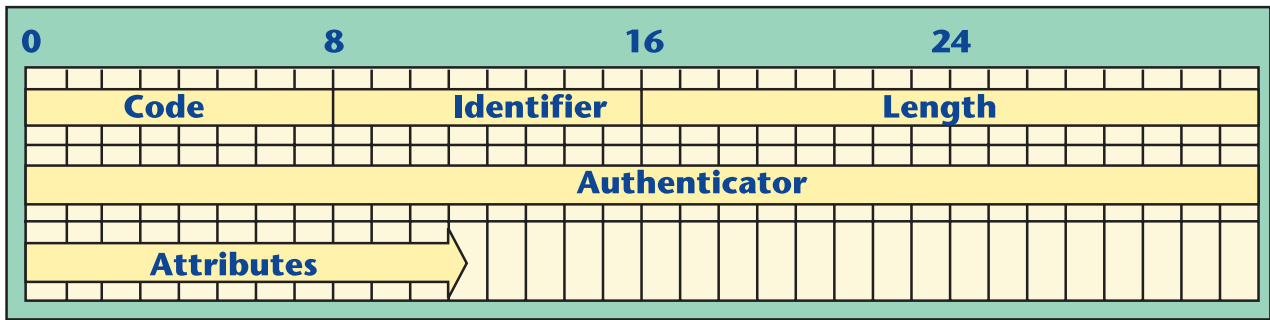 0 8 16 24
Code Identifier Length
Authenticator
Attributes